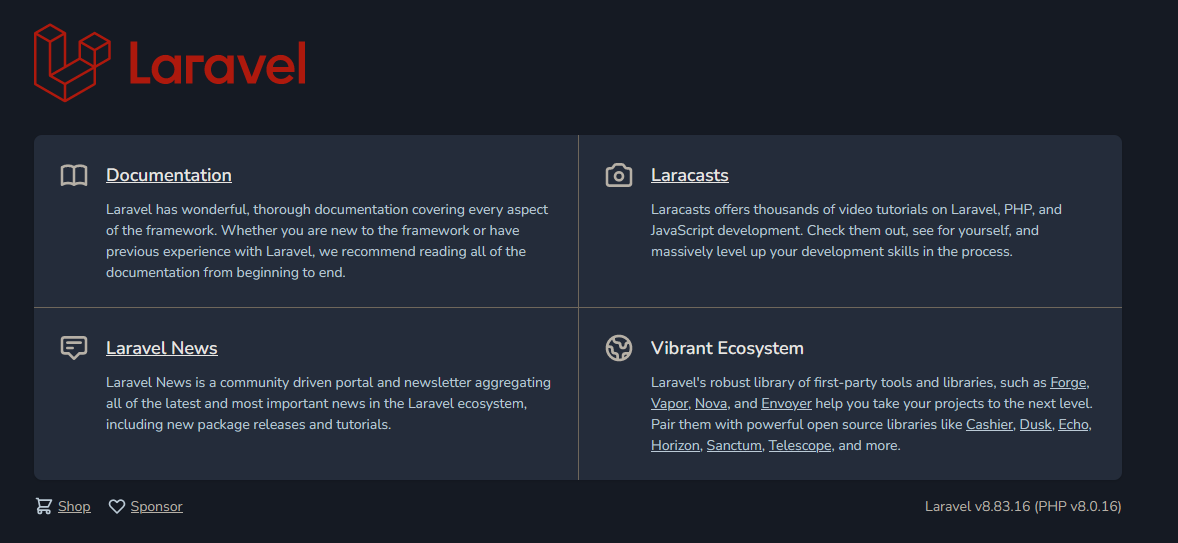 Laravel
Documentation
Laravel has wonderful, thorough documentation covering every aspect
of the framework. Whether you are new to the framework or have
previous experience with Laravel, we recommend reading all of the
documentation from beginning to end.
Laracasts
Laracasts offers thousands of video tutorials on Laravel, PHP, and
JavaScript development. Check them out, see for yourself, and
massively level up your development skills in the process.
Laravel News
Laravel News is a community driven portal and newsletter aggregating
all of the latest and most important news in the Laravel ecosystem,
including new package releases and tutorials.
Vibrant Ecosystem
Laravel's robust library of first-party tools and libraries, such as Forge,
Vapor, Nova, and Envoyer help you take your projects to the next level.
Pair them with powerful open source libraries like Cashier, Dusk, Echo,
Horizon, Sanctum, Telescope, and more.
Shop
Sponsor
Laravel v8.83.16 (PHP v8.0.16)